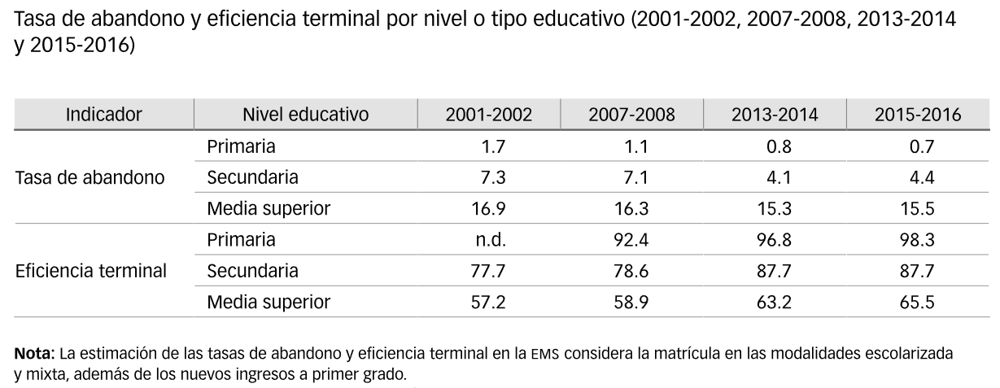 Tasa de abandono y eficiencia terminal por nivel o tipo educativo (2001-2002, 2007-2008, 2013-2014
y 2015-2016)
Indicador Nivel educativo 2001-2002 2007-2008 2013-2014 2015-2016
Primaria 1.7 1.1 0.8 0.7
Tasa de abandono Secundaria 7.3 7.1 4.1 4.4
Media superior 16.9 16.3 15.3 15.5
Primaria n.d. 92.4 96.8 98.3
Eficiencia terminal Secundaria 77.7 78.6 87.7 87.7
Media superior 57.2 58.9 63.2 65.5
Nota: La estimación de las tasas de abandono y eficiencia terminal en la EMS considera la matrícula en las modalidades escolarizada
y mixta, además de los nuevos ingresos a primer grado.